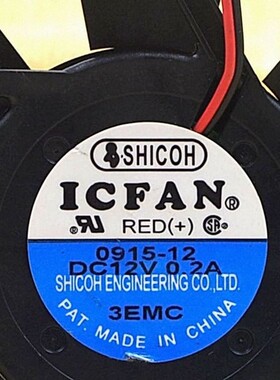 SHICOH
ICFAN®
RED(+)
0915-12
DC12V 0.2A
SHICOH ENGINEERING CO.,LTD.
3EMC
PAT. MADE IN CHINA